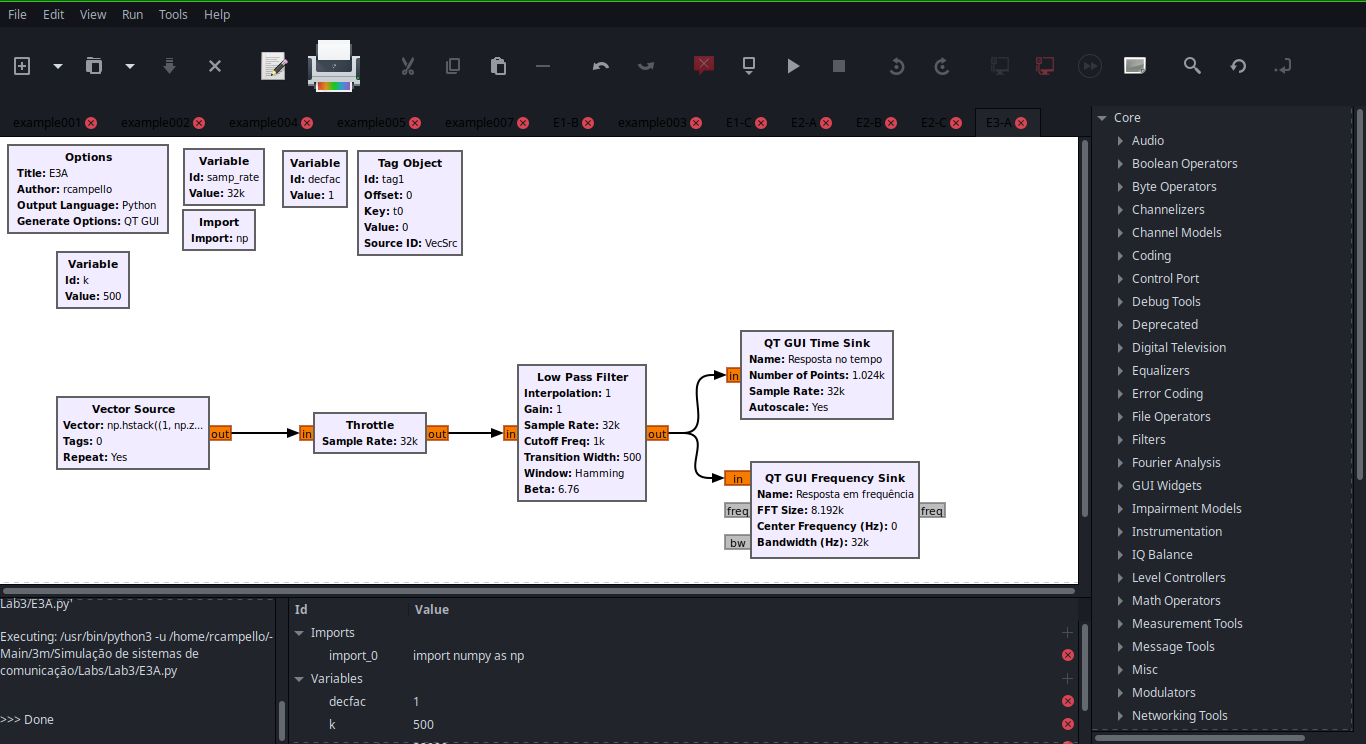 File Edit View Run Tools Help
example001 example002 example004 example005 example007 E1-B example003 E1-C E2-A E2-B E2-C E3-A
Options
Title: E3A
Author: rcampello
Output Language: Python
Generate Options: QT GUI
Variable
Id: samp_rate
Value: 32k
Import
Import: np
Variable
Id: decfac
Value: 1
Tag Object
Id: tag1
Offset: 0
Key: t0
Value: 0
Source ID: VecSrc
Variable
Id: k
Value: 500
Vector Source
Vector: np.hstack((1, np.z...
Tags: 0
Repeat: Yes
out
in
Throttle
Sample Rate: 32k
out
in
Low Pass Filter
Interpolation: 1
Gain: 1
Sample Rate: 32k
Cutoff Freq: 1k
Transition Width: 500
Window: Hamming
Beta: 6.76
out
in
QT GUI Time Sink
Name: Resposta no tempo
Number of Points: 1.024k
Sample Rate: 32k
Autoscale: Yes
in
freq
bw
QT GUI Frequency Sink
Name: Resposta em frequência
FFT Size: 8.192k
Center Frequency (Hz): 0
Bandwidth (Hz): 32k
freq
Core
Audio
Boolean Operators
Byte Operators
Channelizers
Channel Models
Coding
Control Port
Debug Tools
Deprecated
Digital Television
Equalizers
Error Coding
File Operators
Filters
Fourier Analysis
GUI Widgets
Impairment Models
Instrumentation
IQ Balance
Level Controllers
Math Operators
Measurement Tools
Message Tools
Misc
Modulators
Networking Tools
Lab3/E3A.py'
Executing: /usr/bin/python3 -u /home/rcampello/-
Main/3m/Simulação de sistemas de
comunicação/Labs/Lab3/E3A.py
>>> Done
Id Value
Imports
import_0 import numpy as np
Variables
decfac 1
k 500